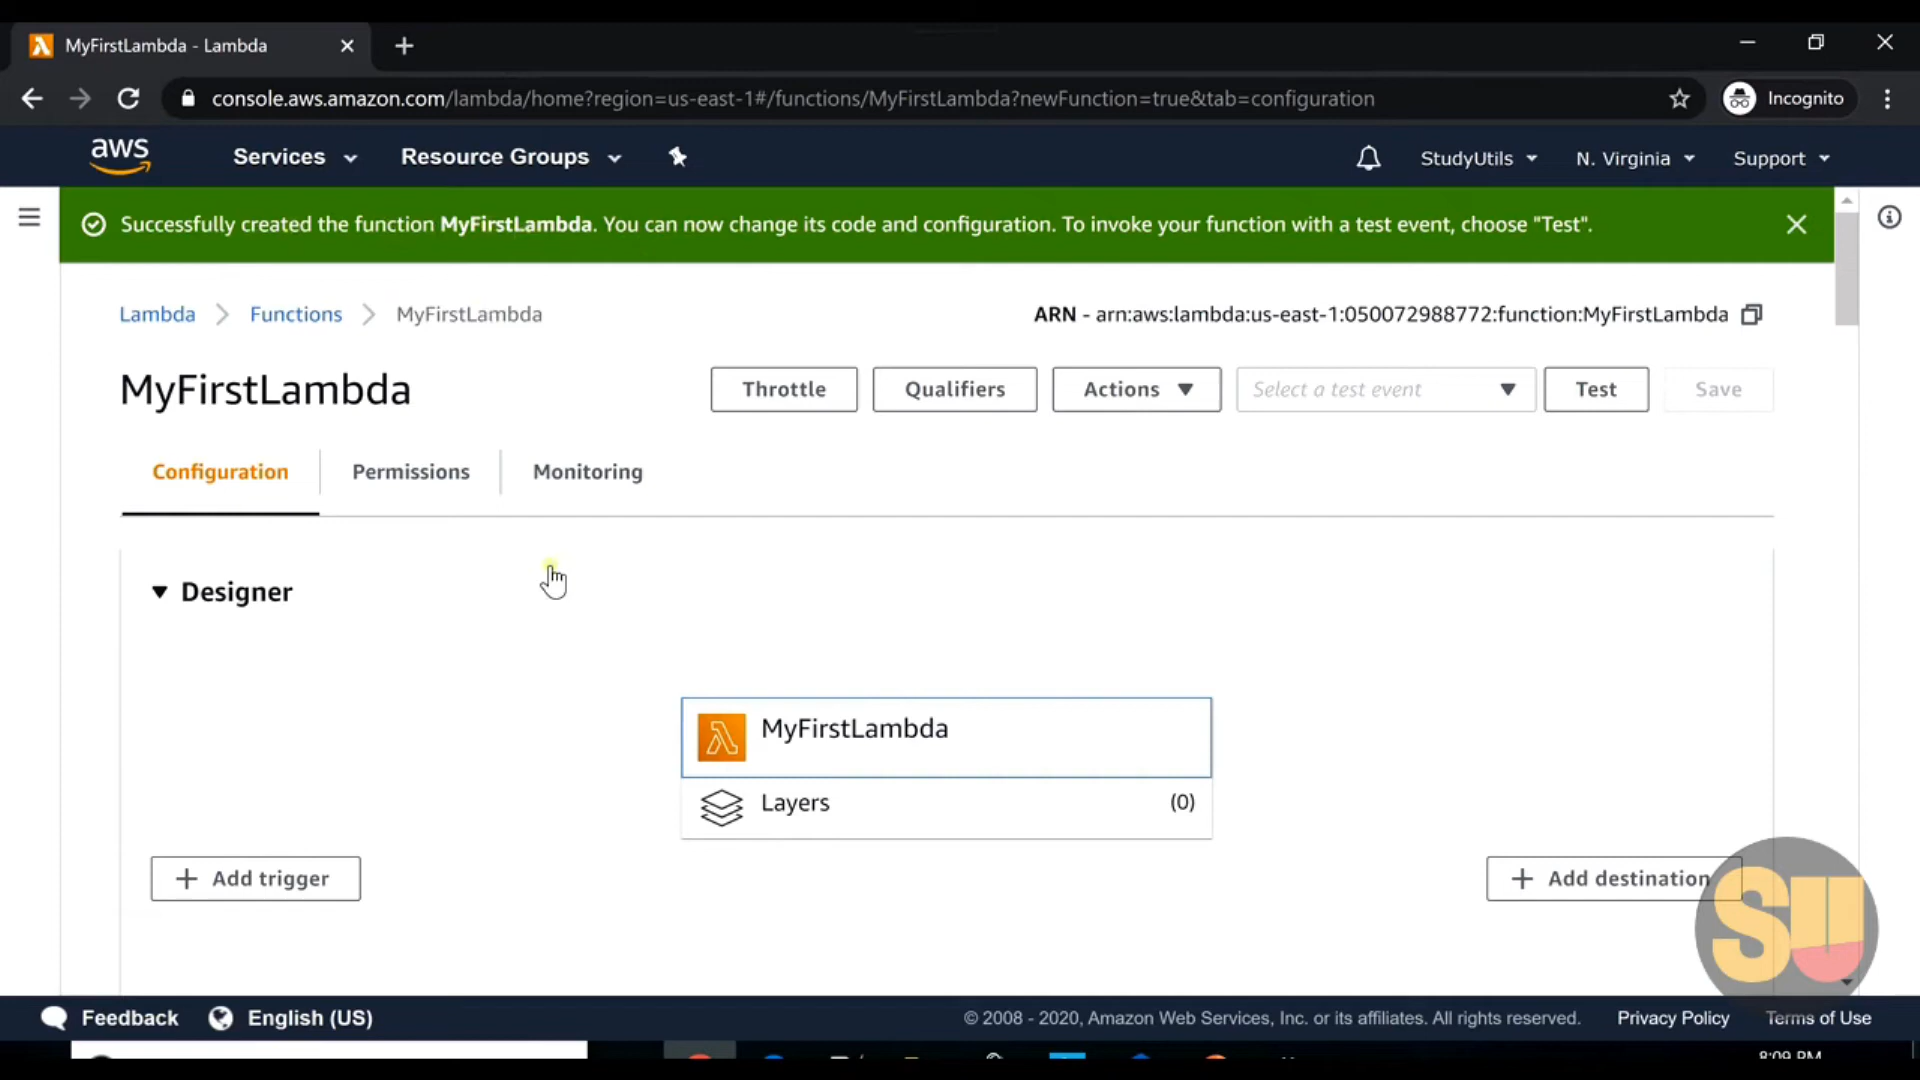 MyFirstLambda - Lambda
console.aws.amazon.com/lambda/home?region=us-east-1#/functions/MyFirstLambda?newFunction=true&tab=configuration
Incognito
aws
Services
Resource Groups
StudyUtils
N. Virginia
Support
Successfully created the function MyFirstLambda. You can now change its code and configuration. To invoke your function with a test event, choose "Test".
Lambda
Functions
MyFirstLambda
ARN - arn:aws:lambda:us-east-1:050072988772:function:MyFirstLambda
MyFirstLambda
Throttle
Qualifiers
Actions
Select a test event
Test
Save
Configuration
Permissions
Monitoring
Designer
MyFirstLambda
Layers
(0)
Add trigger
Add destination
SU
Feedback
English (US)
© 2008 - 2020, Amazon Web Services, Inc. or its affiliates. All rights reserved.
Privacy Policy
Terms of Use
8:09 PM